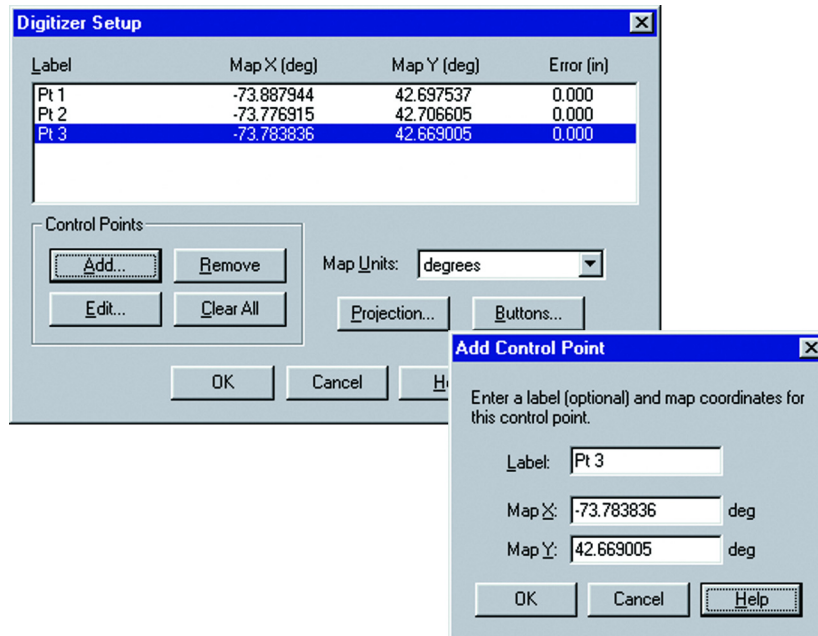 Digitizer Setup
Label Map X (deg) Map Y (deg) Error (in)
Pt 1 -73.887944 42.697537 0.000
Pt 2 -73.776915 42.706605 0.000
Pt 3 -73.783836 42.669005 0.000
Control Points
Add... Remove Map Units: degrees
Edit... Clear All Projection... Buttons...
OK Cancel
Add Control Point
Enter a label (optional) and map coordinates for
this control point.
Label: Pt 3
Map X: -73.783836 deg
Map Y: 42.669005 deg
OK Cancel Help